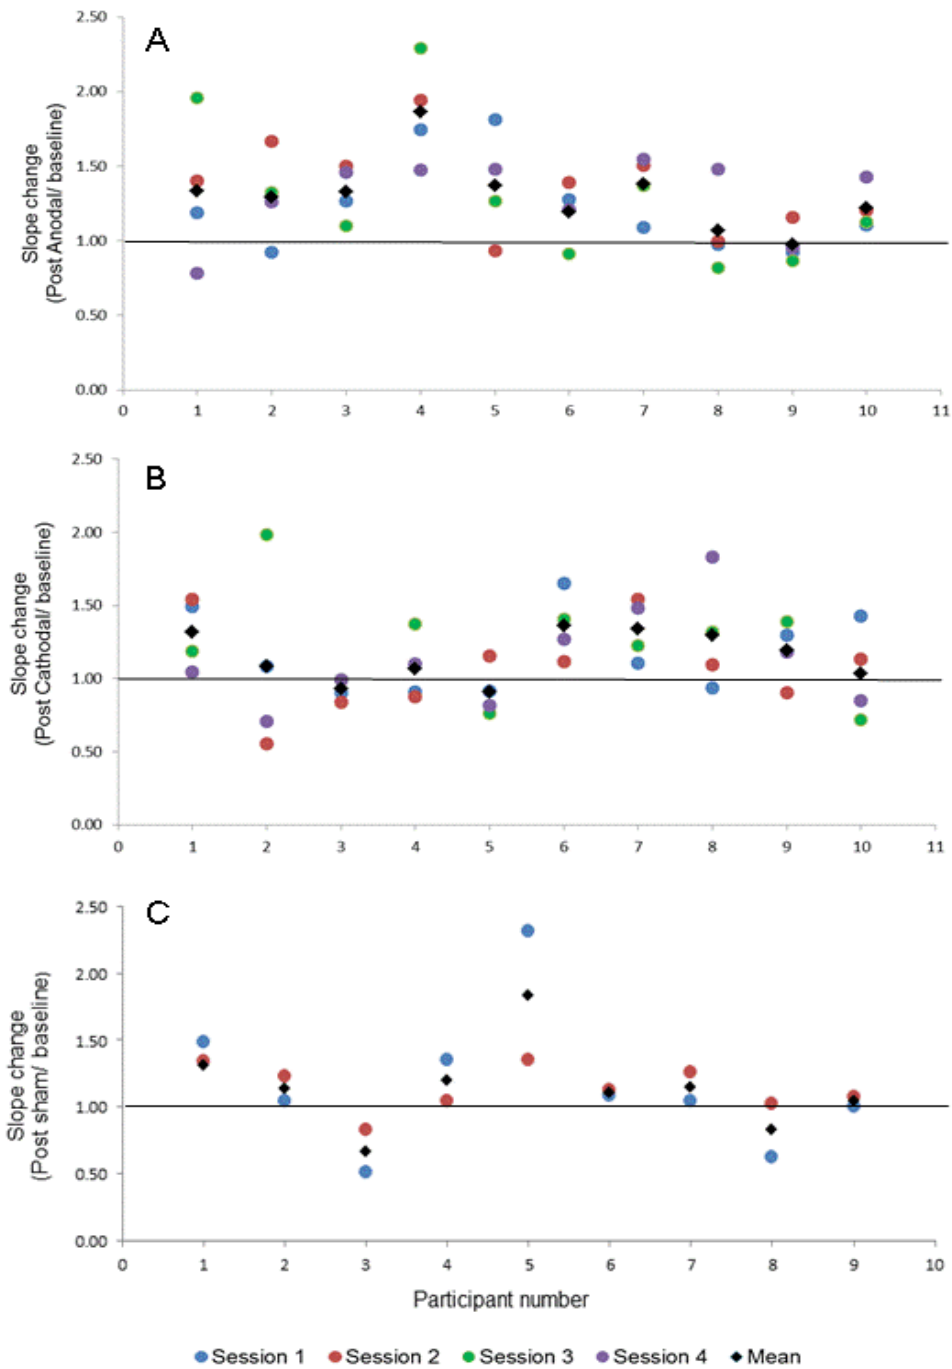 A
2.50
2.00
1.50
1.00
0.50
0.00
Slope change
(Post Anodal/ baseline)
0 1 2 3 4 5 6 7 8 9 10 11
B
2.50
2.00
1.50
1.00
0.50
0.00
Slope change
(Post Cathodal/ baseline)
0 1 2 3 4 5 6 7 8 9 10 11
C
2.50
2.00
1.50
1.00
0.50
0.00
Slope change
(Post sham/ baseline)
0 1 2 3 4 5 6 7 8 9 10
Participant number
Session 1 Session 2 Session 3 Session 4 Mean